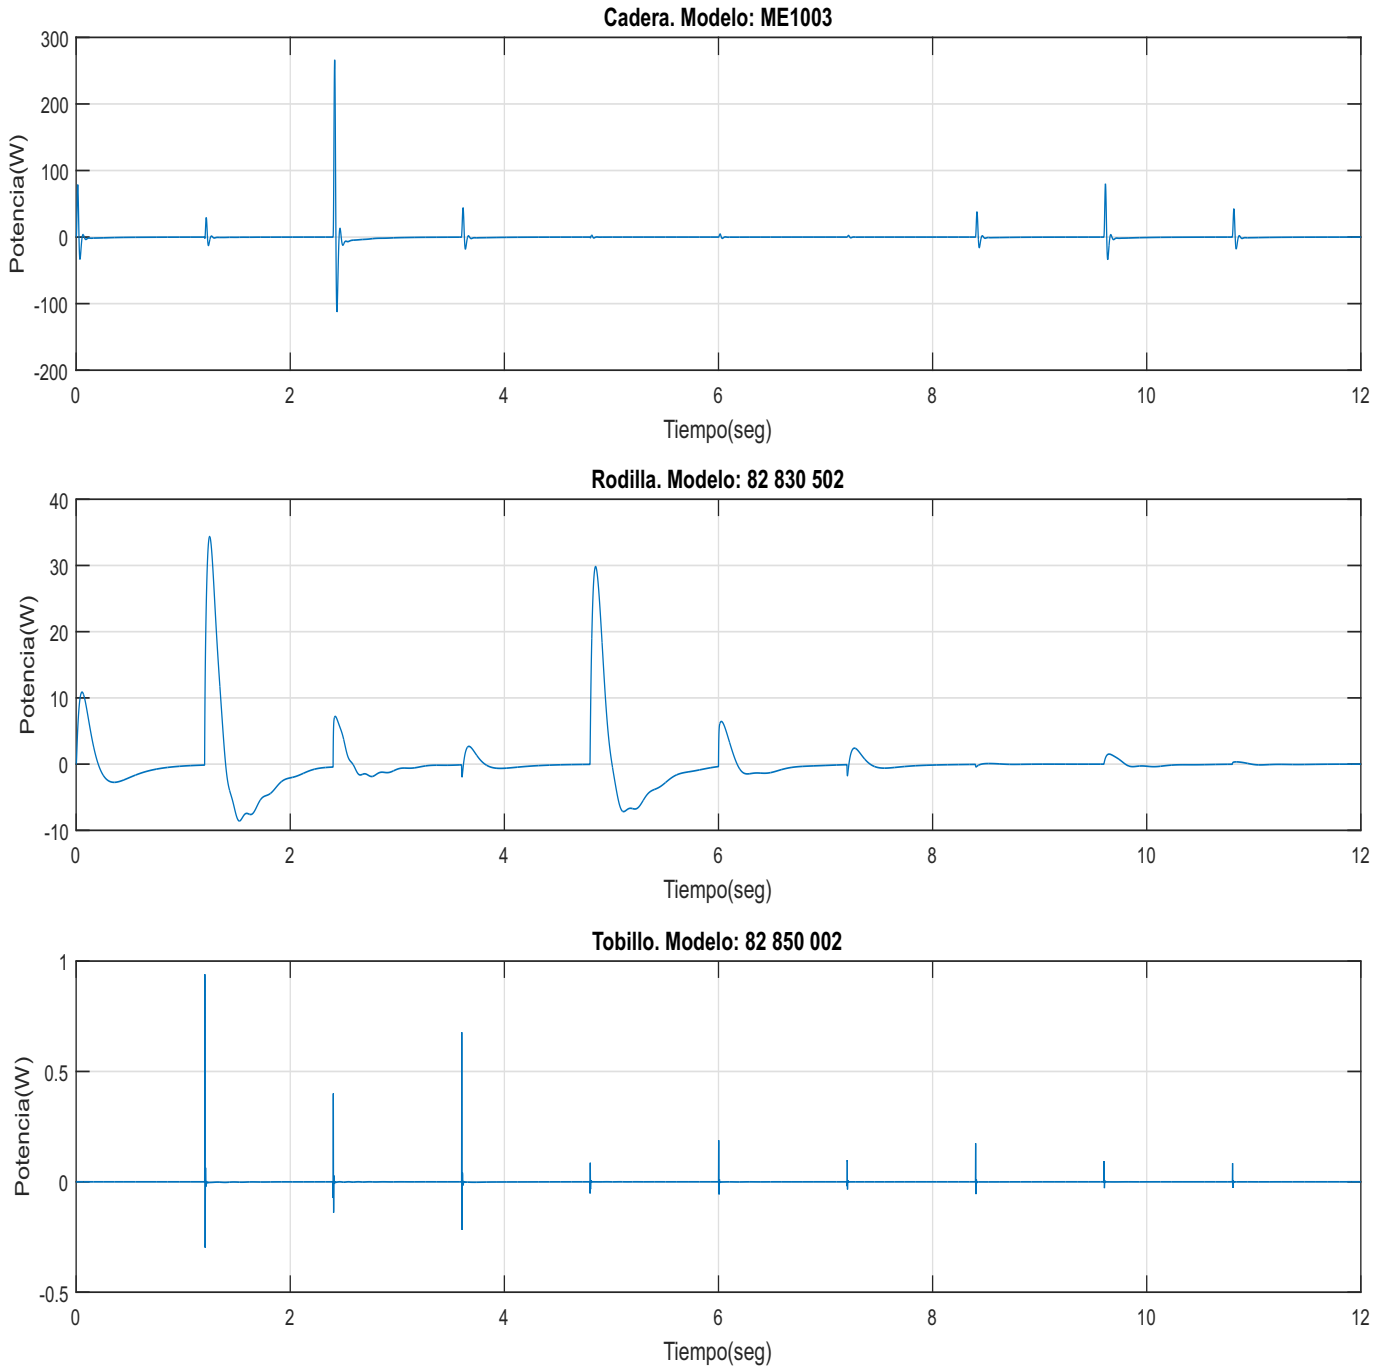 Cadera. Modelo: ME1003
300
200
100
0
-100
-200
Potencia(W)
0 2 4 6 8 10 12
Tiempo(seg)
Rodilla. Modelo: 82 830 502
40
30
20
10
0
-10
Potencia(W)
0 2 4 6 8 10 12
Tiempo(seg)
Tobillo. Modelo: 82 850 002
1
0.5
0
-0.5
Potencia(W)
0 2 4 6 8 10 12
Tiempo(seg)